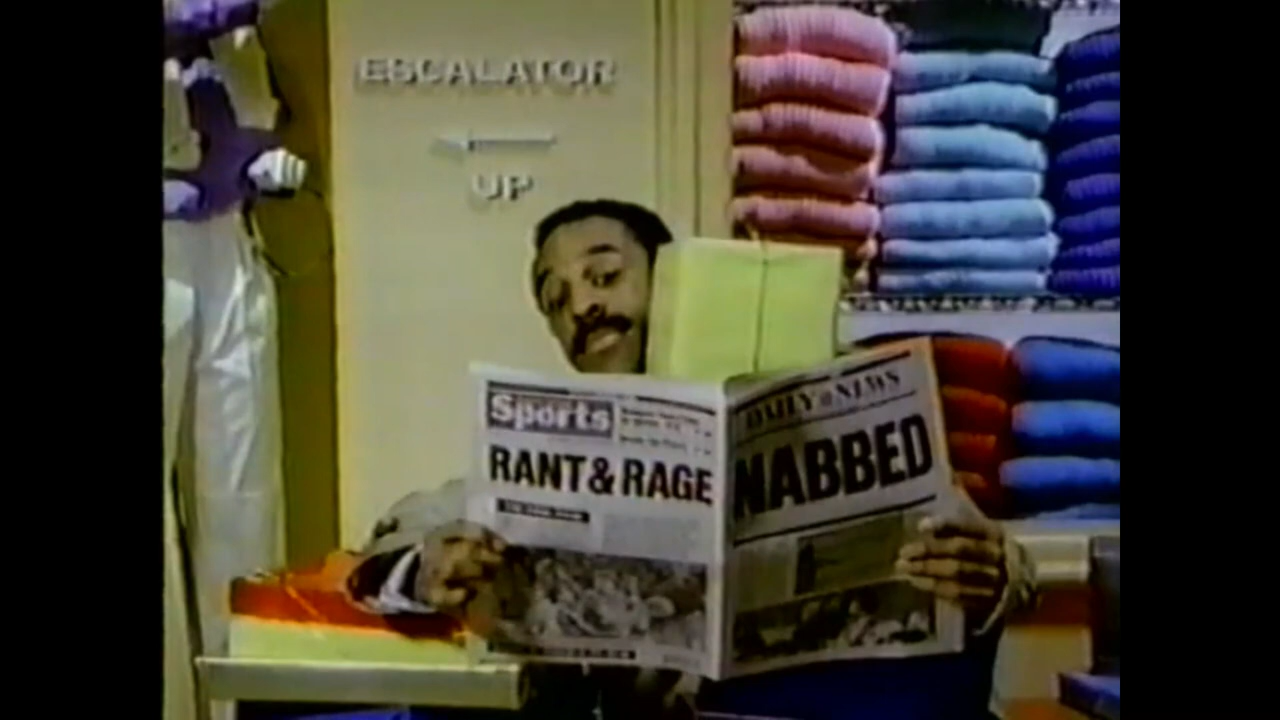 ESCALATOR
UP
Sports
RANT & RAGE
DAILY NEWS
NABBED